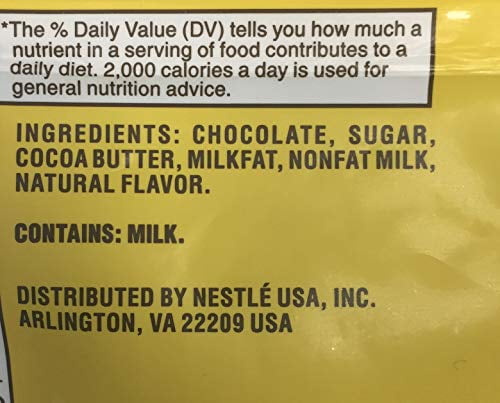 *The % Daily Value (DV) tells you how much a
nutrient in a serving of food contributes to a
daily diet. 2,000 calories a day is used for
general nutrition advice.
INGREDIENTS: CHOCOLATE, SUGAR,
COCOA BUTTER, MILKFAT, NONFAT MILK,
NATURAL FLAVOR.
CONTAINS: MILK.
DISTRIBUTED BY NESTLÉ USA, INC.
ARLINGTON, VA 22209 USA